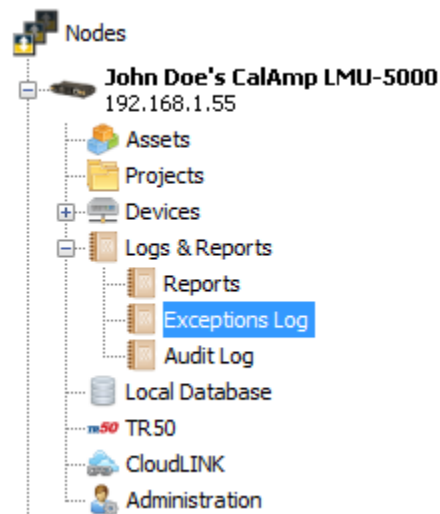 Nodes
John Doe's CalAmp LMU-5000
192.168.1.55
Assets
Projects
Devices
Logs & Reports
Reports
Exceptions Log
Audit Log
Local Database
TR50 TR50
CloudLINK
Administration